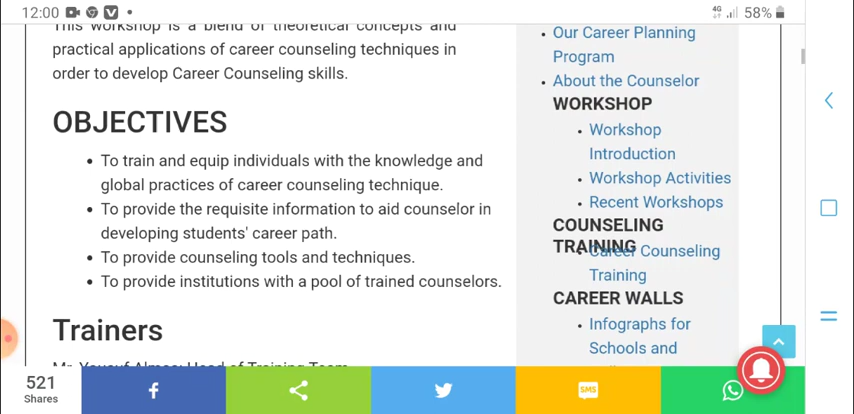 12:00
4G
58%
This workshop is a blend of theoretical concepts and
practical applications of career counseling techniques in
order to develop Career Counseling skills.
OBJECTIVES
• To train and equip individuals with the knowledge and
global practices of career counseling technique.
• To provide the requisite information to aid counselor in
developing students' career path.
• To provide counseling tools and techniques.
• To provide institutions with a pool of trained counselors.
Trainers
• Our Career Planning
Program
• About the Counselor
WORKSHOP
• Workshop
Introduction
• Workshop Activities
• Recent Workshops
COUNSELING
TRAINING
• Career Counseling
Training
CAREER WALLS
• Infographs for
Schools and
521
Shares
SMS